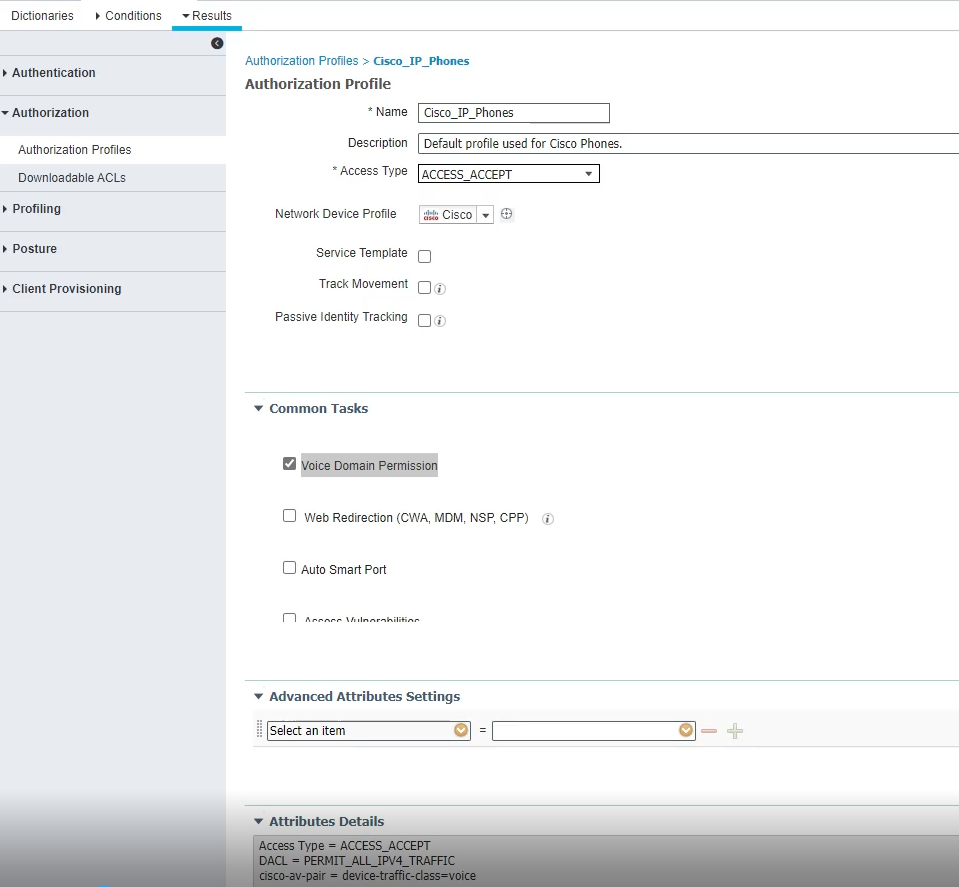 Dictionaries Conditions Results
Authentication
Authorization
Authorization Profiles
Downloadable ACLs
Profiling
Posture
Client Provisioning
Authorization Profiles > Cisco_IP_Phones
Authorization Profile
* Name Cisco_IP_Phones
Description Default profile used for Cisco Phones.
* Access Type ACCESS_ACCEPT
Network Device Profile CISCO Cisco
Service Template
Track Movement i
Passive Identity Tracking i
Common Tasks
Voice Domain Permission
Web Redirection (CWA, MDM, NSP, CPP) i
Auto Smart Port
Access Vulnerabilities
Advanced Attributes Settings
Select an item =
Attributes Details
Access Type = ACCESS_ACCEPT
DACL = PERMIT_ALL_IPV4_TRAFFIC
cisco-av-pair = device-traffic-class=voice